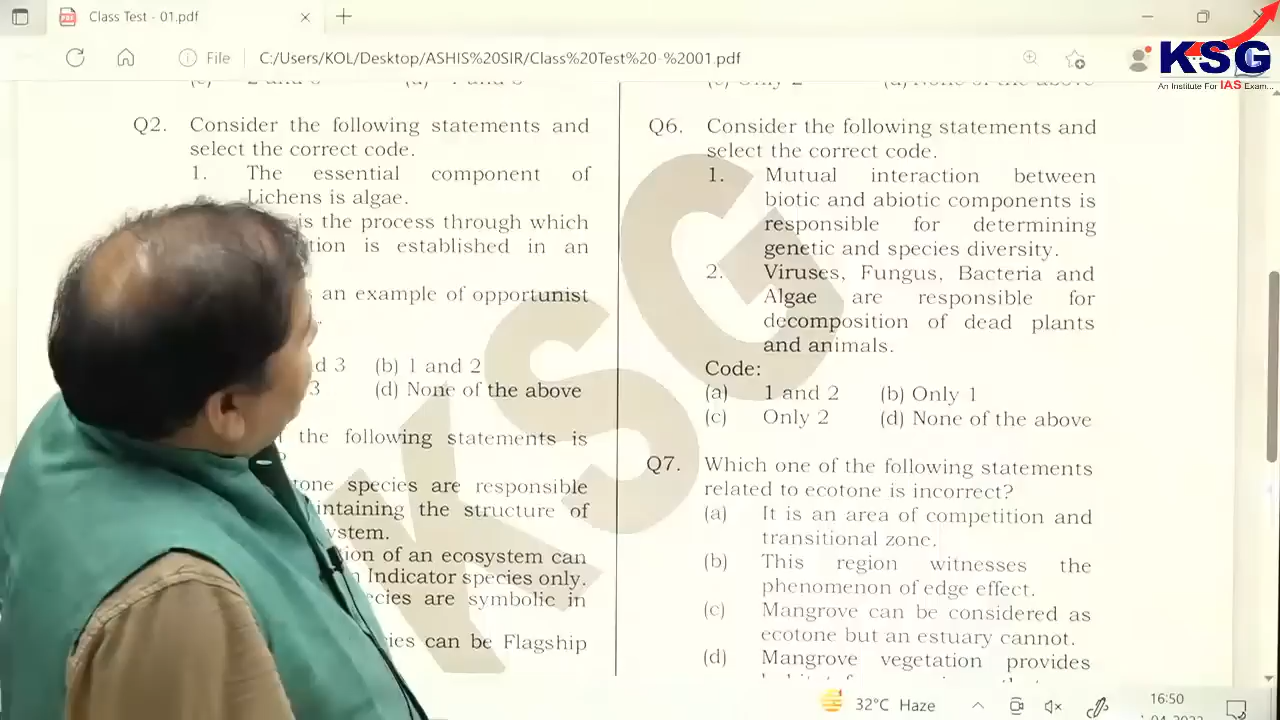 Class Test - 01.pdf
File C:/Users/KOL/Desktop/ASHIS%20SIR/Class%20Test%20-%2001.pdf
KSG
An Institute For IAS Exam...
Q2. Consider the following statements and
select the correct code.
1. The essential component of
Lichens is algae.
is the process through which
is established in an
an example of opportunist
3 (b) 1 and 2
3 (d) None of the above
the following statements is
species are responsible
the structure of
of an ecosystem can
Indicator species only.
are symbolic in
can be Flagship
Q6. Consider the following statements and
select the correct code.
1. Mutual interaction between
biotic and abiotic components is
responsible for determining
genetic and species diversity.
2. Viruses, Fungus, Bacteria and
Algae are responsible for
decomposition of dead plants
and animals.
Code:
(a) 1 and 2 (b) Only 1
(c) Only 2 (d) None of the above
Q7. Which one of the following statements
related to ecotone is incorrect?
(a) It is an area of competition and
transitional zone.
(b) This region witnesses the
phenomenon of edge effect.
(c) Mangrove can be considered as
ecotone but an estuary cannot.
(d) Mangrove vegetation provides
KSG
32°C Haze
16:50